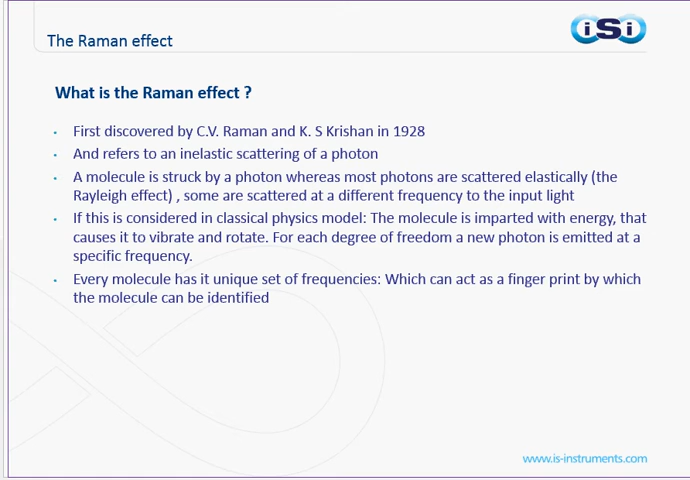 The Raman effect
iSi
What is the Raman effect ?
First discovered by C.V. Raman and K. S Krishan in 1928
And refers to an inelastic scattering of a photon
A molecule is struck by a photon whereas most photons are scattered elastically (the
Rayleigh effect) , some are scattered at a different frequency to the input light
If this is considered in classical physics model: The molecule is imparted with energy, that
causes it to vibrate and rotate. For each degree of freedom a new photon is emitted at a
specific frequency.
Every molecule has it unique set of frequencies: Which can act as a finger print by which
the molecule can be identified
www.is-instruments.com